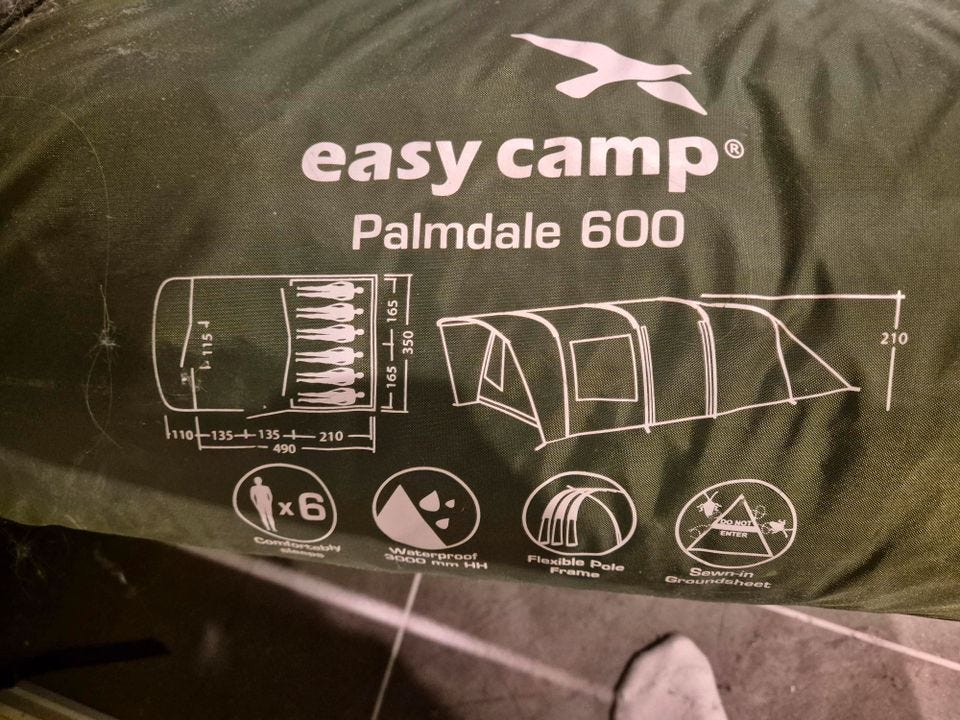 easy camp®
Palmdale 600
115
165
165
350
110
135
135
210
490
210
x6
Comfortably
sleeps
Waterproof
3000 mm HH
Flexible Pole
Frame
DO NOT
ENTER
Sewn-in
Groundsheet